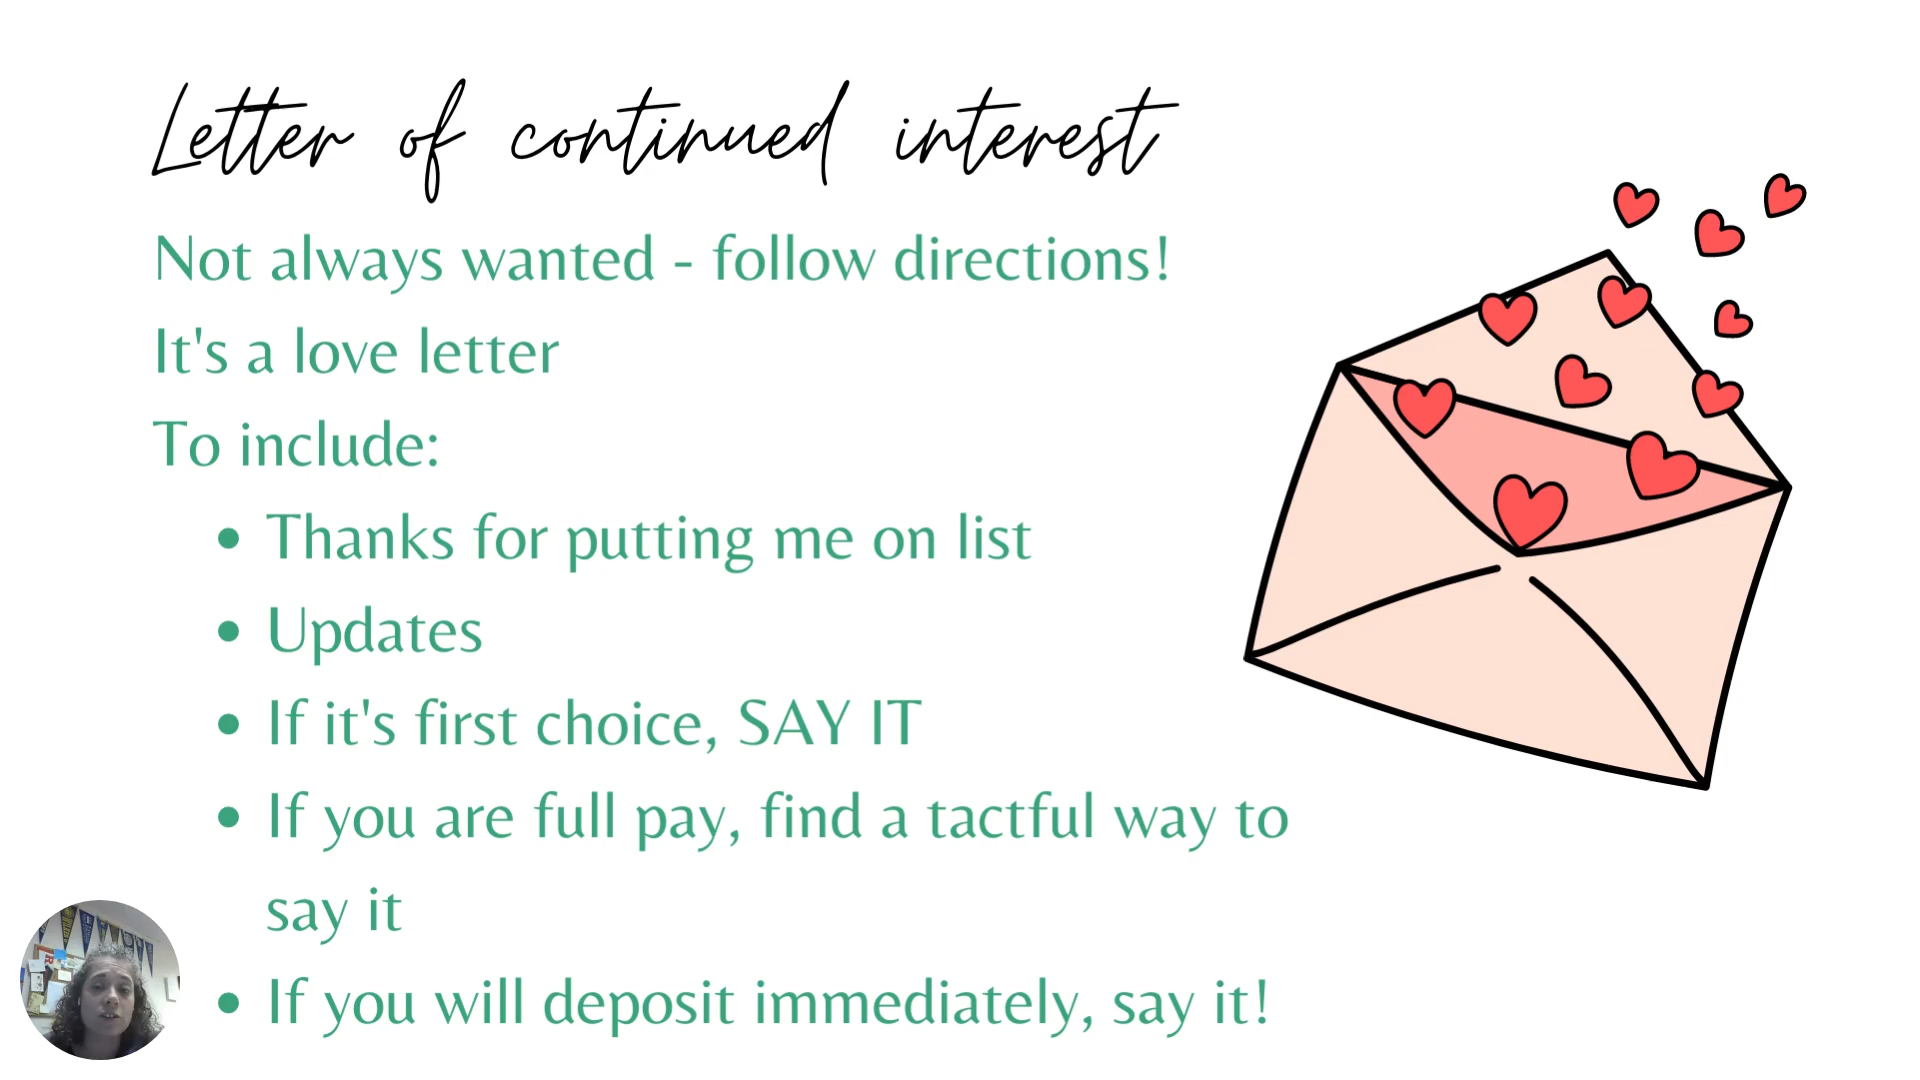 Letter of continued interest
Not always wanted - follow directions!
It's a love letter
To include:
• Thanks for putting me on list
• Updates
• If it's first choice, SAY IT
• If you are full pay, find a tactful way to
say it
• If you will deposit immediately, say it!